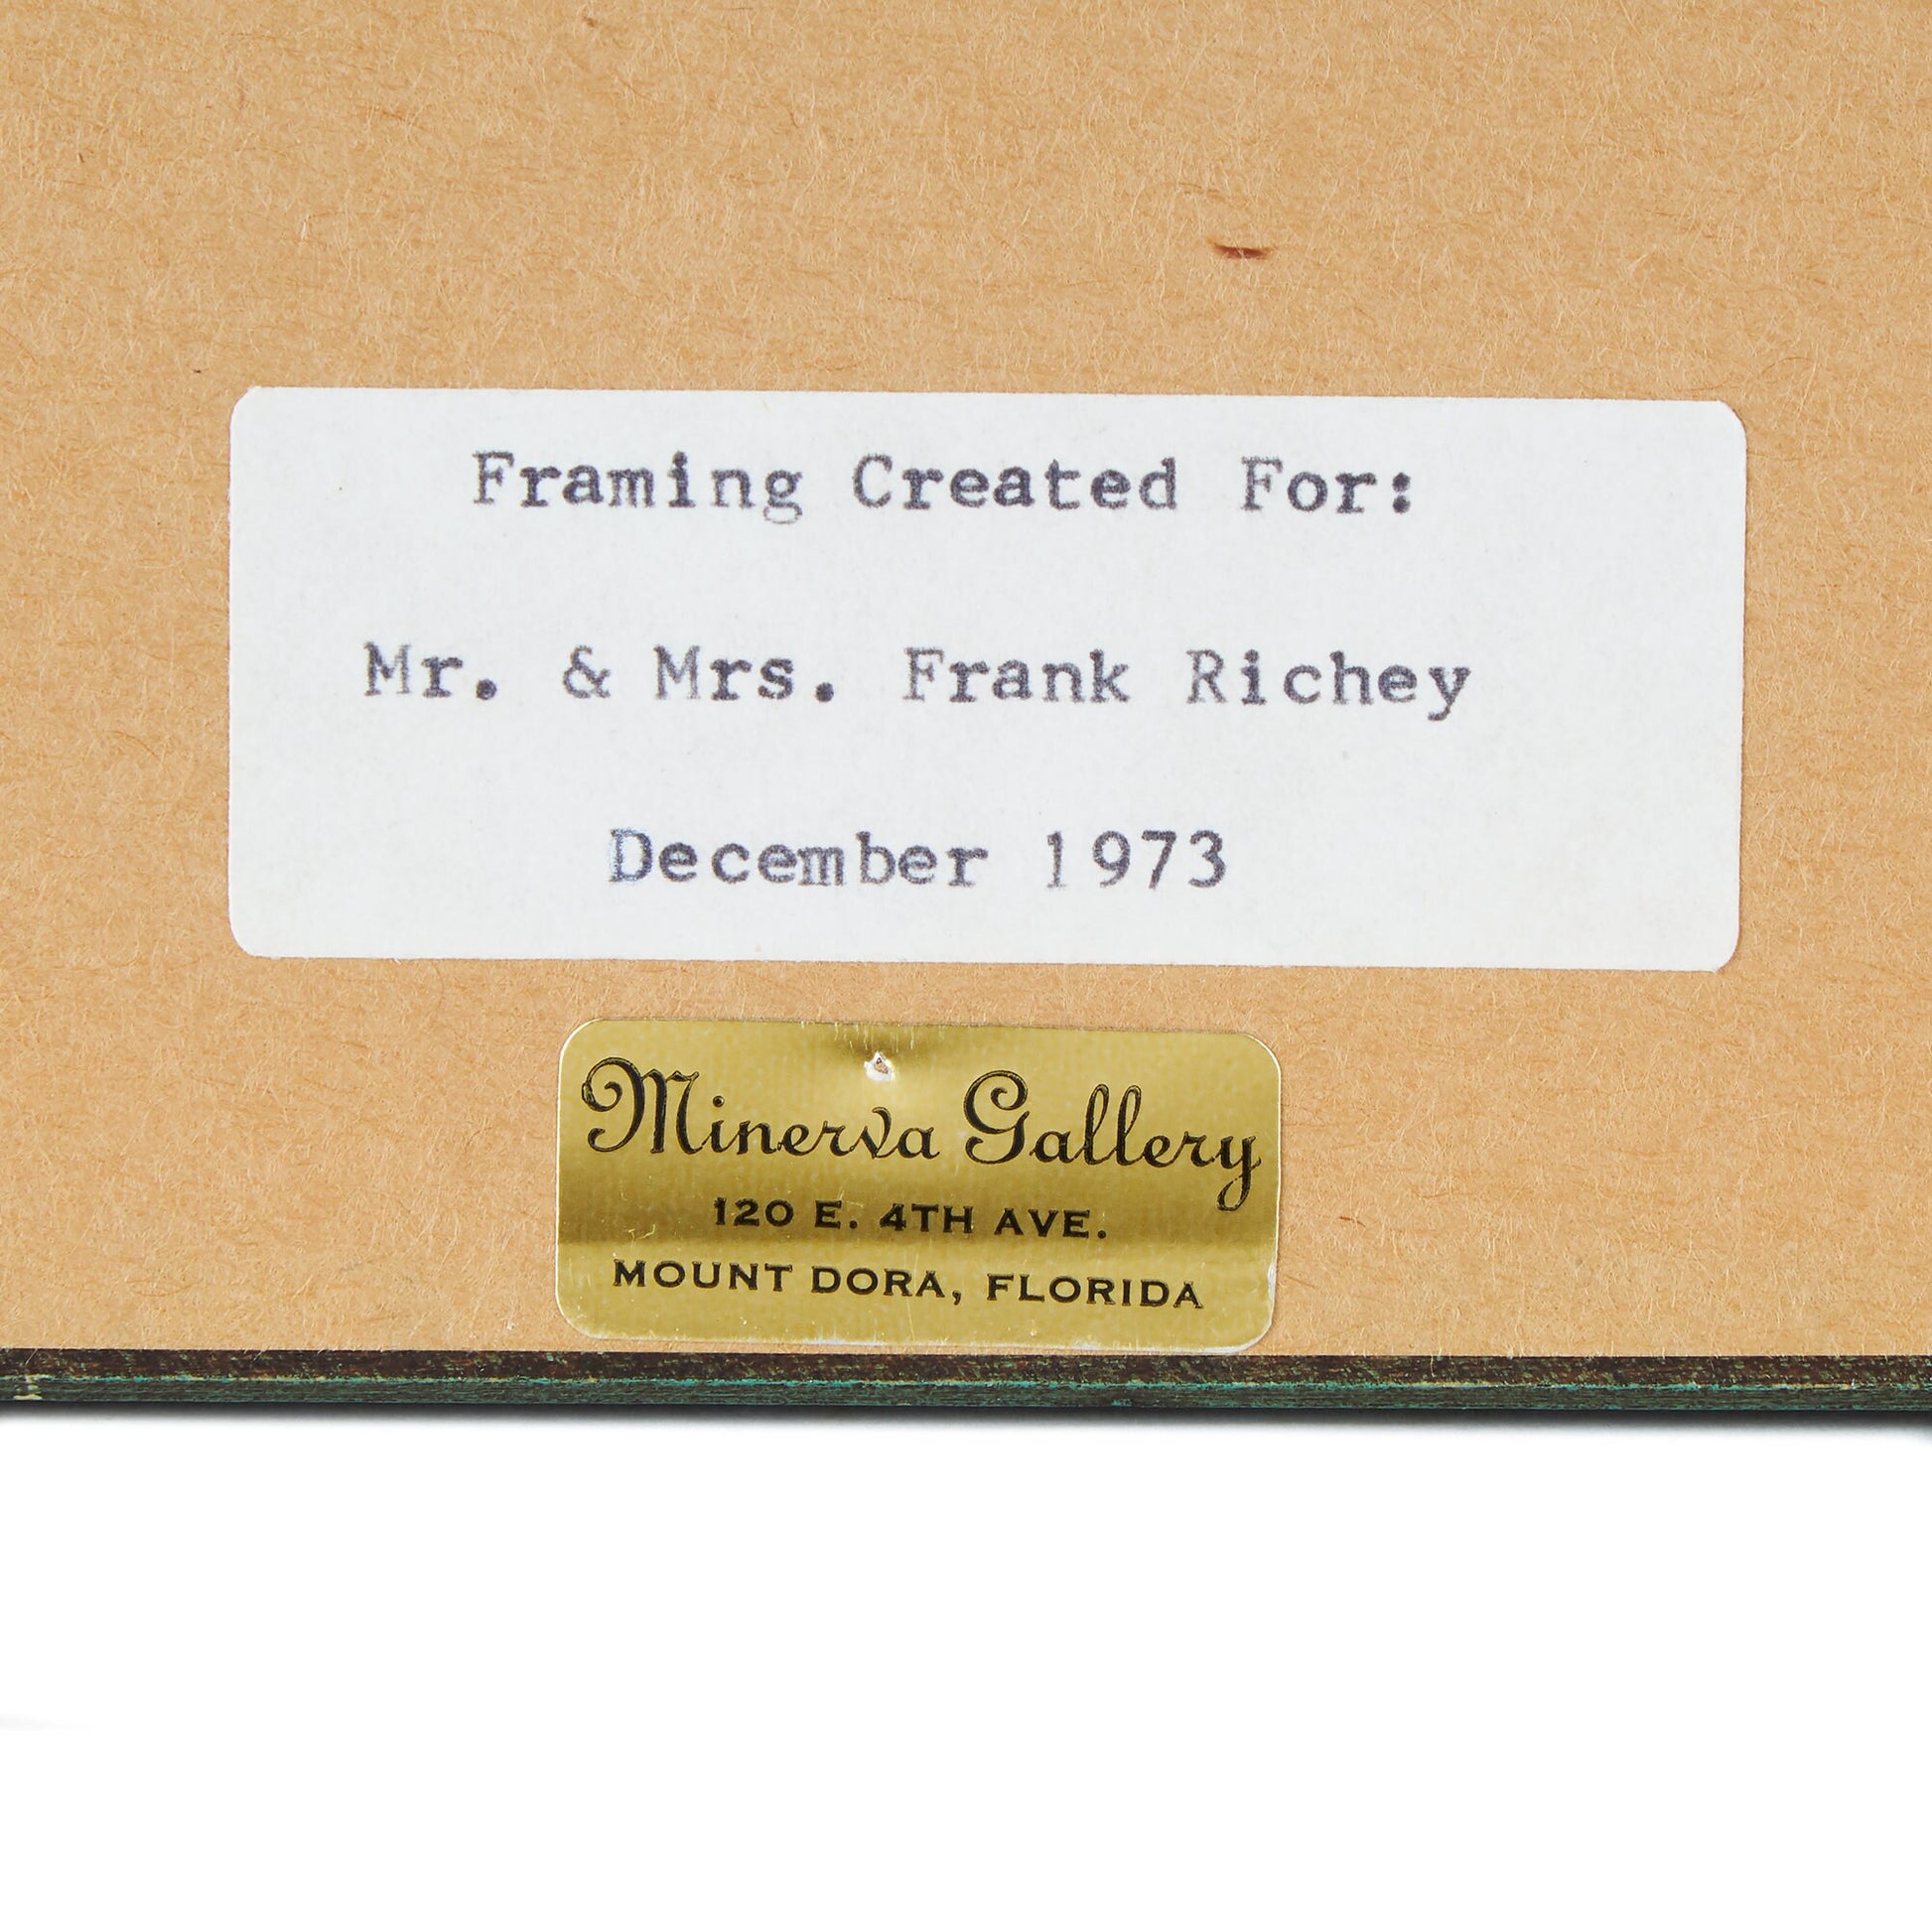 Framing Created For:
Mr. & Mrs. Frank Richey
December 1973
Minerva Gallery
120 E. 4TH AVE.
MOUNT DORA, FLORIDA